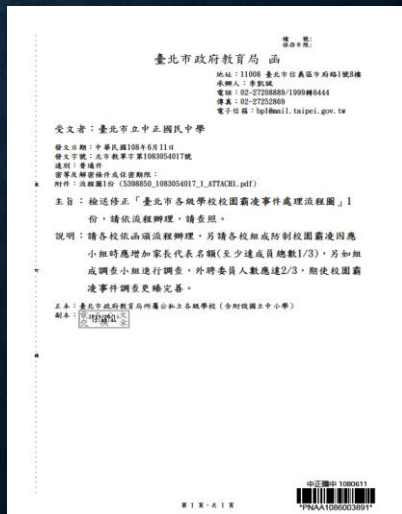 檔　號：
保存年限：
臺北市政府教育局　函
地址：11008 臺北市信義區市府路1號8樓
承辦人：李凱誠
電話：02-27208889/1999轉6444
傳真：02-27252869
電子信箱：bpl@mail.taipei.gov.tw
受文者：臺北市立中正國民中學
發文日期：中華民國108年6月11日
發文字號：北市教軍字第1083054017號
速別：普通件
密等及解密條件或保密期限：
附件：流程圖1份 (5398850_1083054017_1_ATTACH1.pdf)
主旨：檢送修正「臺北市各級學校校園霸凌事件處理流程圖」1
份，請依流程辦理，請查照。
說明：請各校依函頒流程辦理，另請各校組成防制校園霸凌因應
小組時應增加家長代表名額(至少達成員總數1/3)，另如組
成調查小組進行調查，外聘委員人數應達2/3，期使校園霸
凌事件調查更臻完善。
正本：臺北市政府教育局所屬公私立各級學校（含附設國立中小學）
副本：
裝
訂
線
中正國中 1080611
*PNAA1086003891*
第 1 頁，共 1 頁